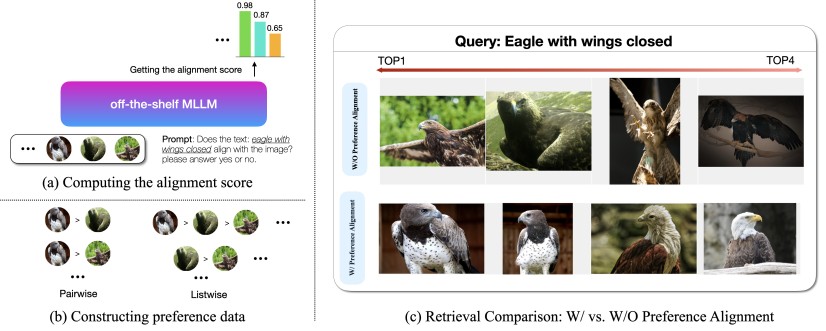 0.98
0.87
0.65
...
Getting the alignment score
off-the-shelf MLLM
...
Prompt: Does the text: eagle with
wings closed align with the image?
please answer yes or no.
(a) Computing the alignment score
> 
> > > ...
>
> > ...
... ...
Pairwise
Listwise
(b) Constructing preference data
Query: Eagle with wings closed
TOP1
TOP4
W/O Preference Alignment
W/ Preference Alignment
(c) Retrieval Comparison: W/ vs. W/O Preference Alignment